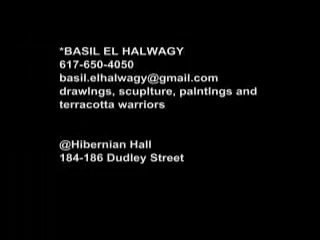 *BASIL EL HALWAGY
617-650-4050
basil.elhalwagy@gmail.com
drawIngs, scuplture, paIntIngs and
terracotta warriors
@Hibernian Hall
184-186 Dudley Street